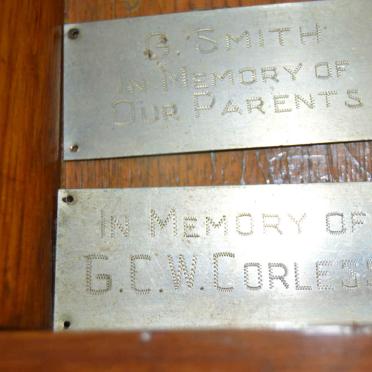 G. SMITH
IN MEMORY OF
OUR PARENTS
IN MEMORY OF
G.C.W. CORLESS